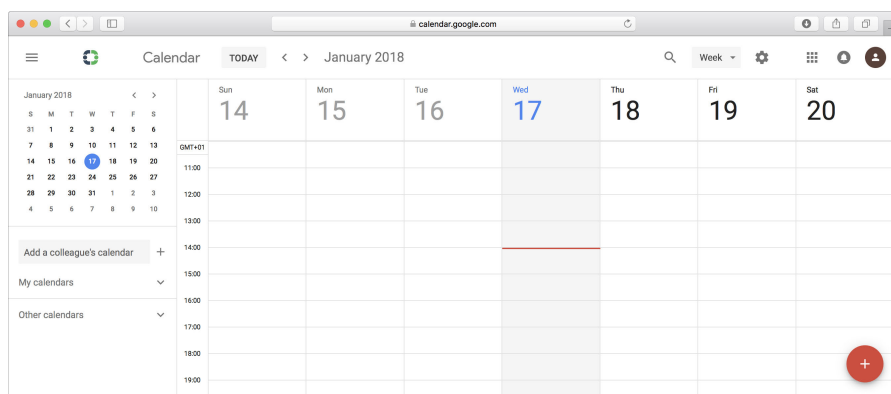 calendar.google.com
Calendar TODAY January 2018 Week
January 2018
S M T W T F S
31 1 2 3 4 5 6
7 8 9 10 11 12 13
14 15 16 17 18 19 20
21 22 23 24 25 26 27
28 29 30 31 1 2 3
4 5 6 7 8 9 10
Add a colleague's calendar
My calendars
Other calendars
Sun Mon Tue Wed Thu Fri Sat
14 15 16 17 18 19 20
GMT+01
11:00
12:00
13:00
14:00
15:00
16:00
17:00
18:00
19:00